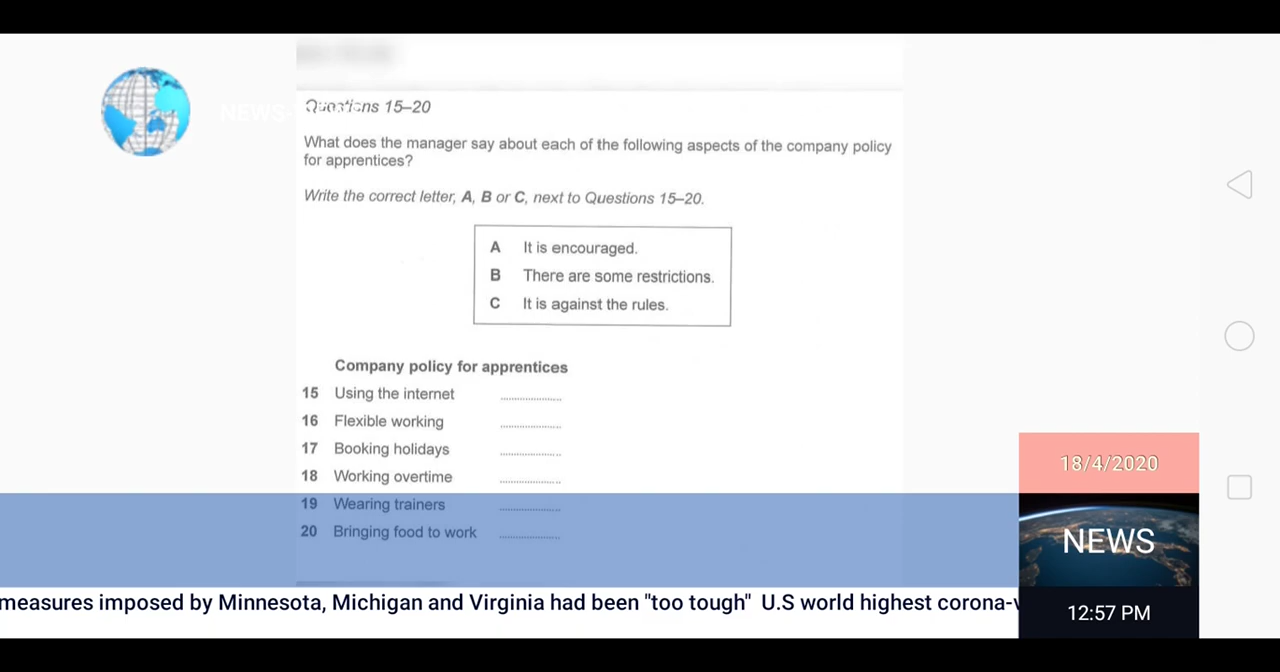 NEWS
Questions 15–20
What does the manager say about each of the following aspects of the company policy
for apprentices?
Write the correct letter, A, B or C, next to Questions 15–20.
A It is encouraged.
B There are some restrictions.
C It is against the rules.
Company policy for apprentices
15 Using the internet ....................
16 Flexible working ....................
17 Booking holidays ....................
18 Working overtime ....................
19 Wearing trainers ....................
20 Bringing food to work ....................
18/4/2020
NEWS
measures imposed by Minnesota, Michigan and Virginia had been "too tough" U.S world highest corona-
12:57 PM